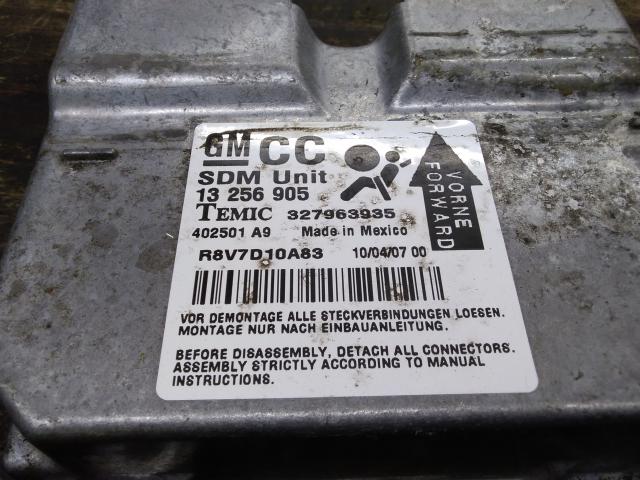 GM CC
SDM Unit
13 256 905
TEMIC 327963935
402501 A9 Made in Mexico
R8V7D10A83 10/04/07 00
VORNE
FORWARD
VOR DEMONTAGE ALLE STECKVERBINDUNGEN LOESEN.
MONTAGE NUR NACH EINBAUANLEITUNG.
BEFORE DISASSEMBLY, DETACH ALL CONNECTORS.
ASSEMBLY STRICTLY ACCORDING TO MANUAL
INSTRUCTIONS.